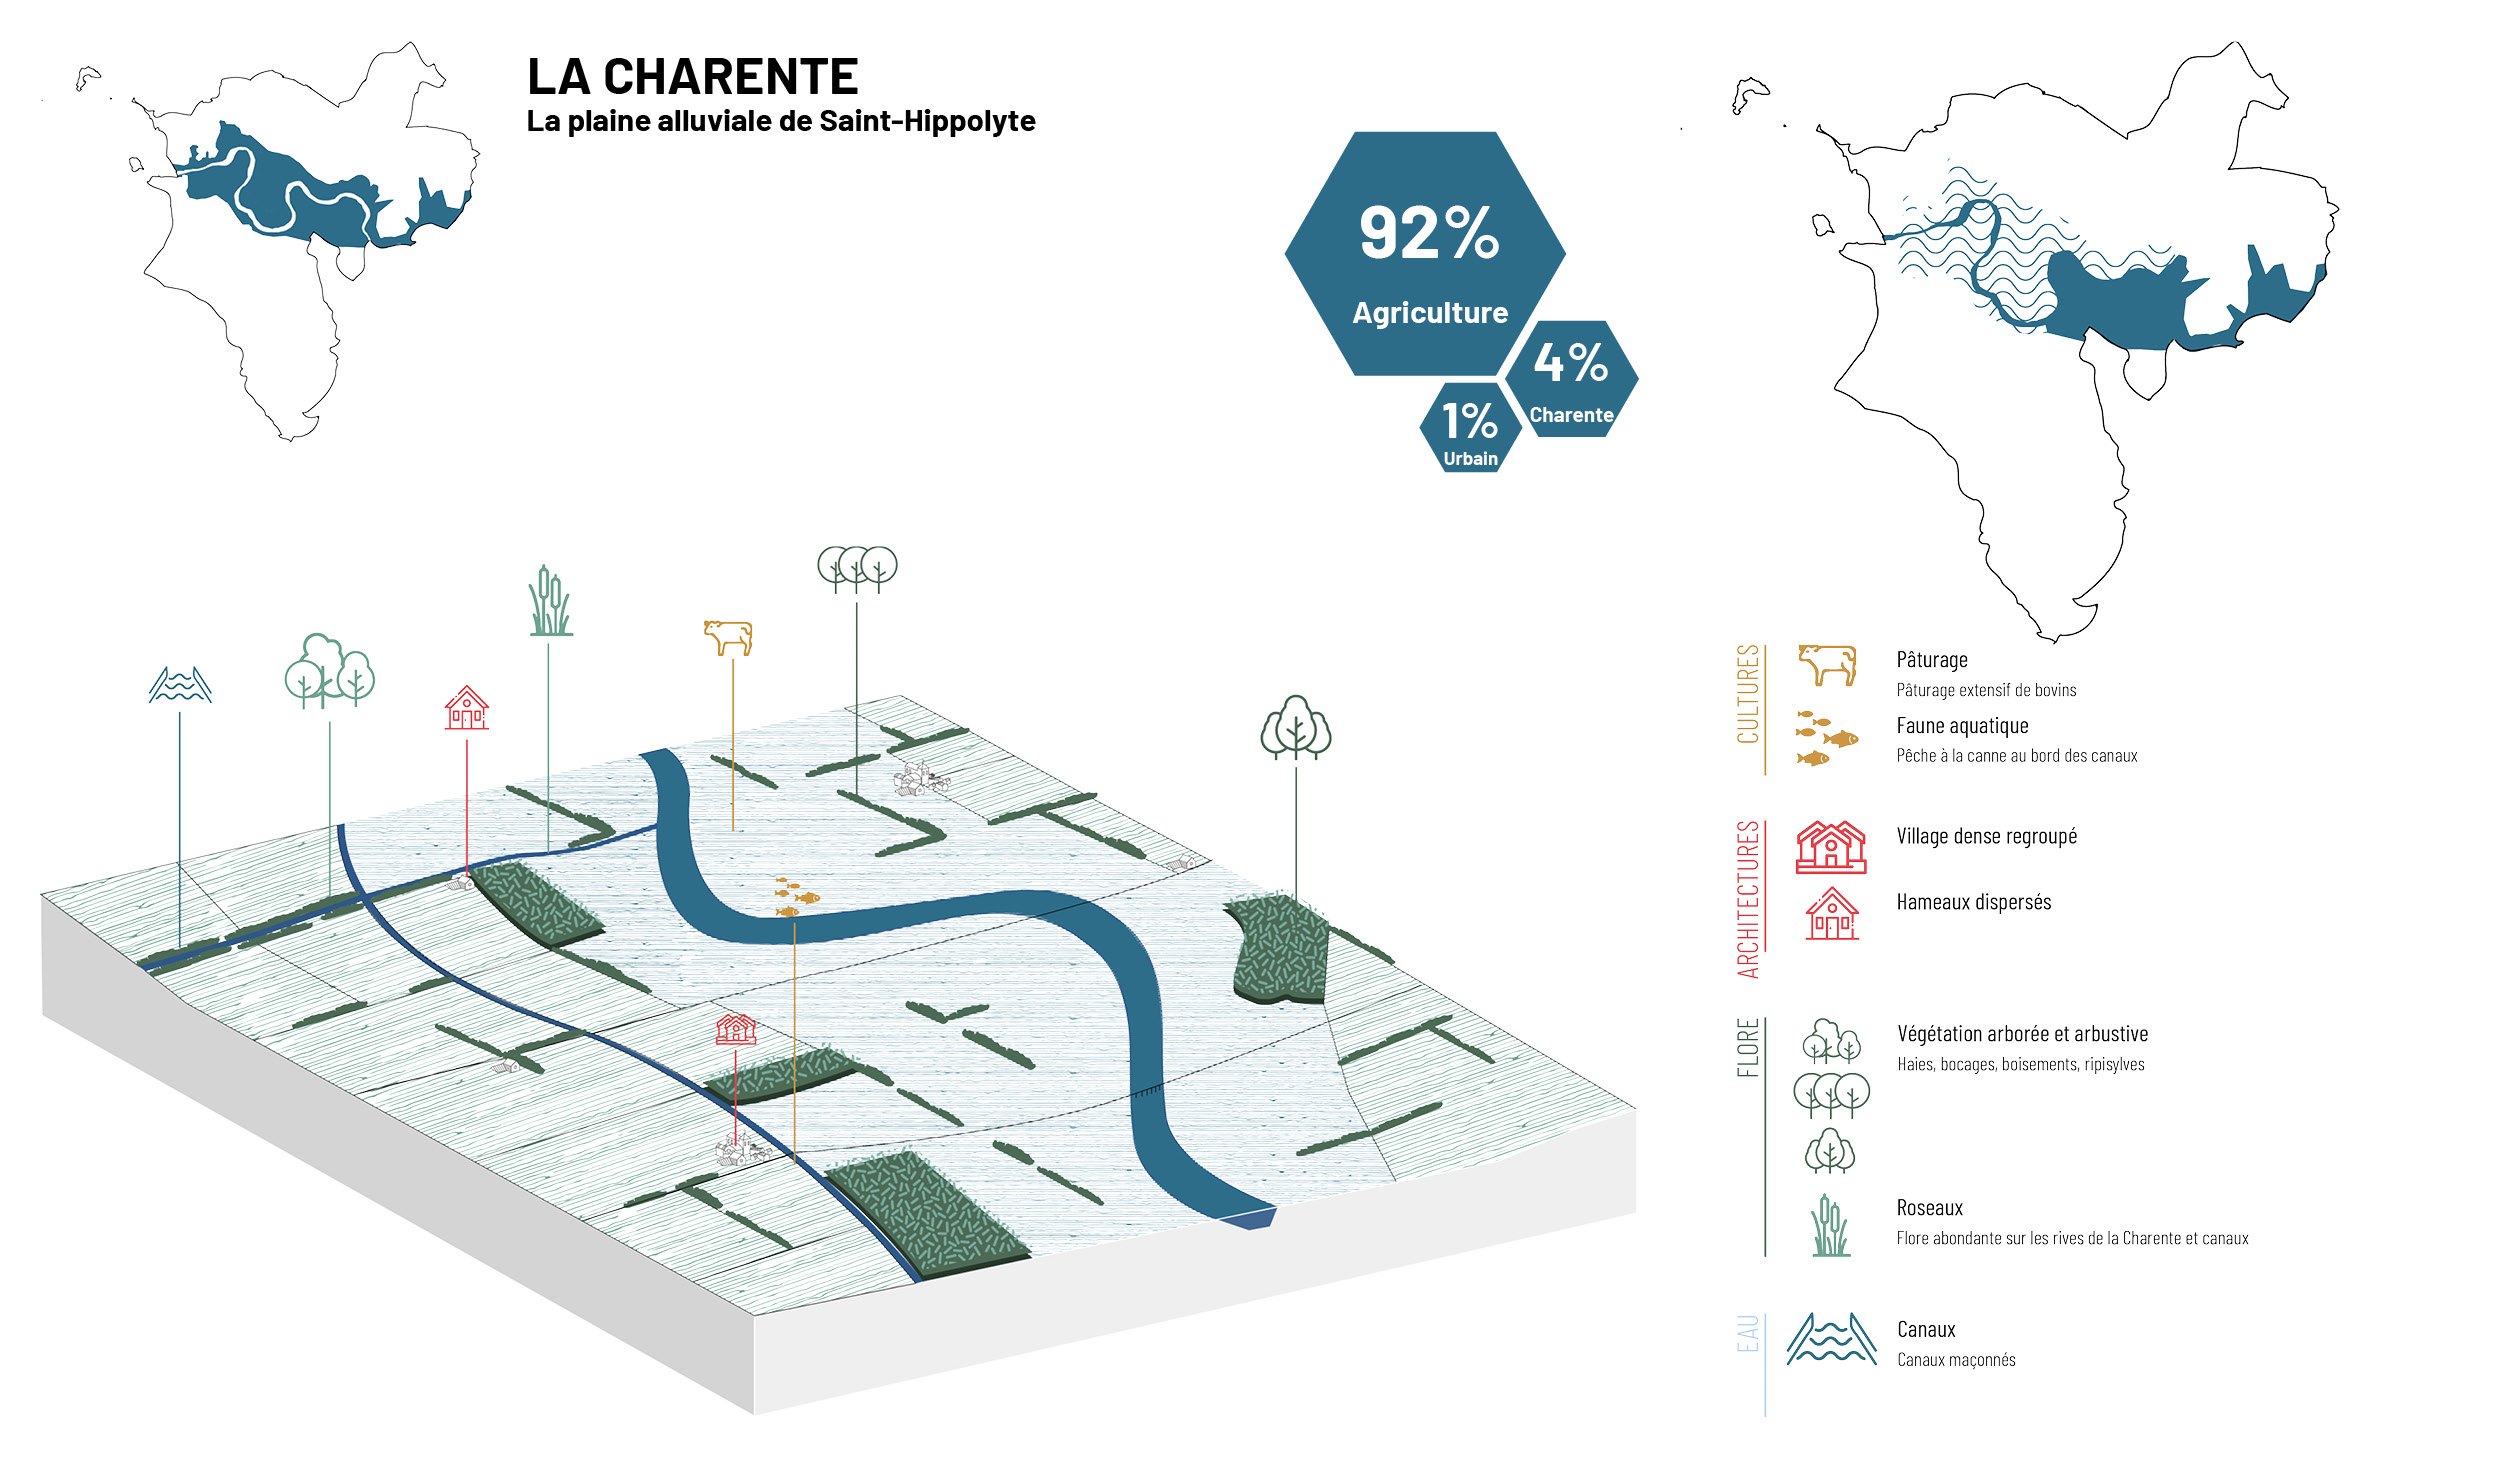 LA CHARENTE
La plaine alluviale de Saint-Hippolyte
92%
Agriculture
4%
Charente
1%
Urbain
CULTURES
Pâturage
Pâturage extensif de bovins
Faune aquatique
Pêche à la canne au bord des canaux
ARCHITECTURES
Village dense regroupé
Hameaux dispersés
FLORE
Végétation arborée et arbustive
Haies, bocages, boisements, ripisylves
Roseaux
Flore abondante sur les rives de la Charente et canaux
EAU
Canaux
Canaux maçonnés